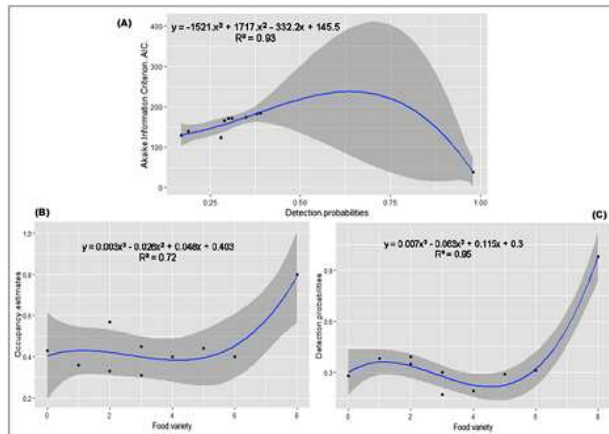 (A)
y = -1521.x³ + 1717.x² - 332.2x + 145.5
R² = 0.93
400
300
200
100
0
Akaike.Information Criterion.AIC.
0.25
0.50
0.75
1.00
Detection.probabilities
(B)
y = 0.003x³ - 0.026x² + 0.048x + 0.403
R² = 0.72
1.0
0.8
0.6
0.4
0.2
Occupancy estimates
0
2
4
6
8
Food variety
(C)
y = 0.007x³ - 0.063x² + 0.115x + 0.3
R² = 0.95
0.9
0.3
Detection probabilities
0
2
4
6
8
Food variety